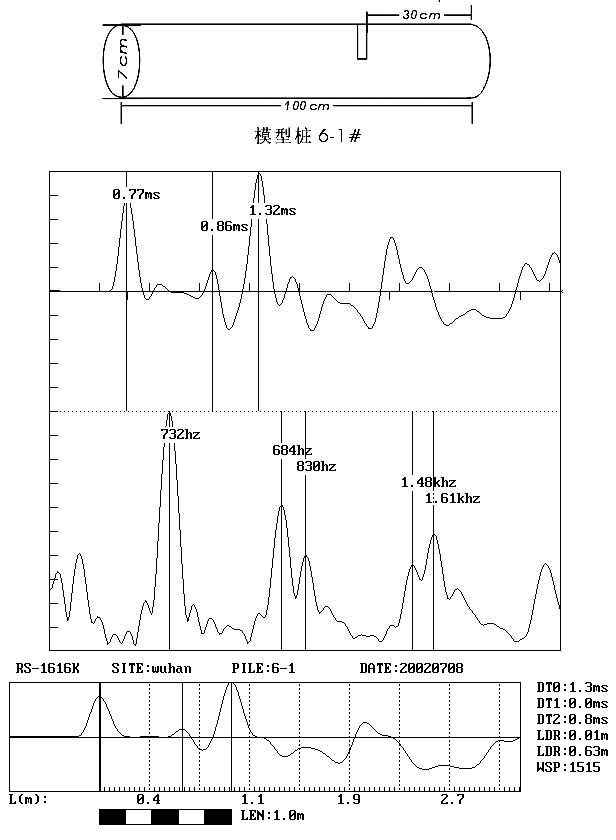 30cm
7cm
100cm
模型桩 6-1#
0.77ms
0.86ms
1.32ms
732hz
684hz
830hz
1.48khz
1.61khz
RS-1616K SITE:wuhan PILE:6-1 DATE:20020708
DT0:1.3ms
DT1:0.0ms
DT2:0.8ms
LDR:0.01m
LDR:0.63m
WSP:1515
L(m): 0.4 1.1 1.9 2.7
LEN:1.0m